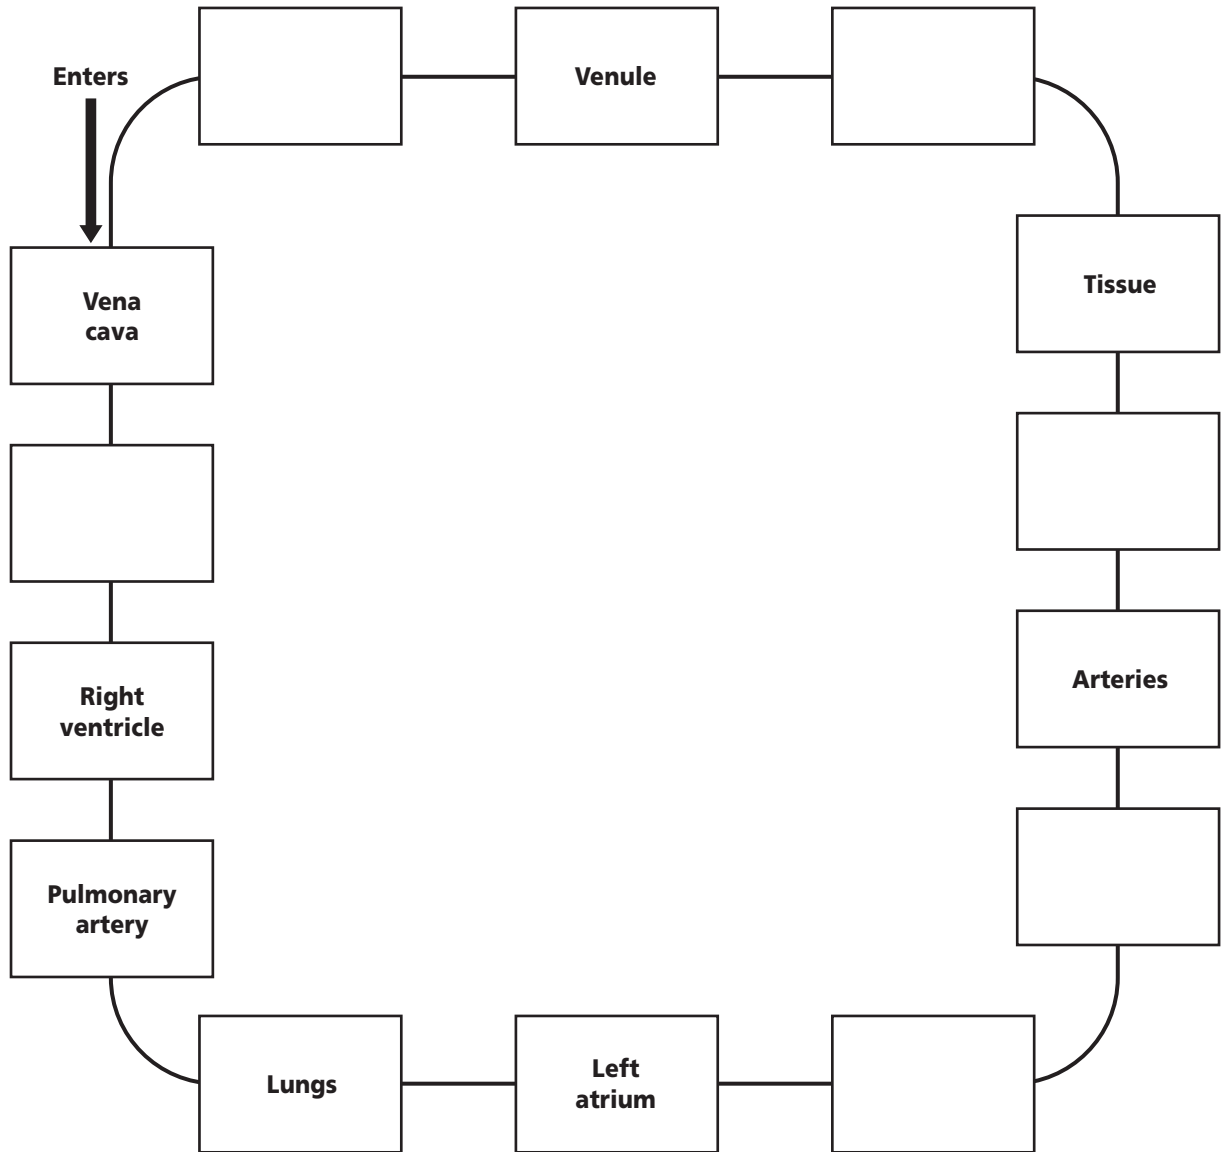 Enters
Venule
Vena
cava
Tissue
Right
ventricle
Arteries
Pulmonary
artery
Lungs
Left
atrium